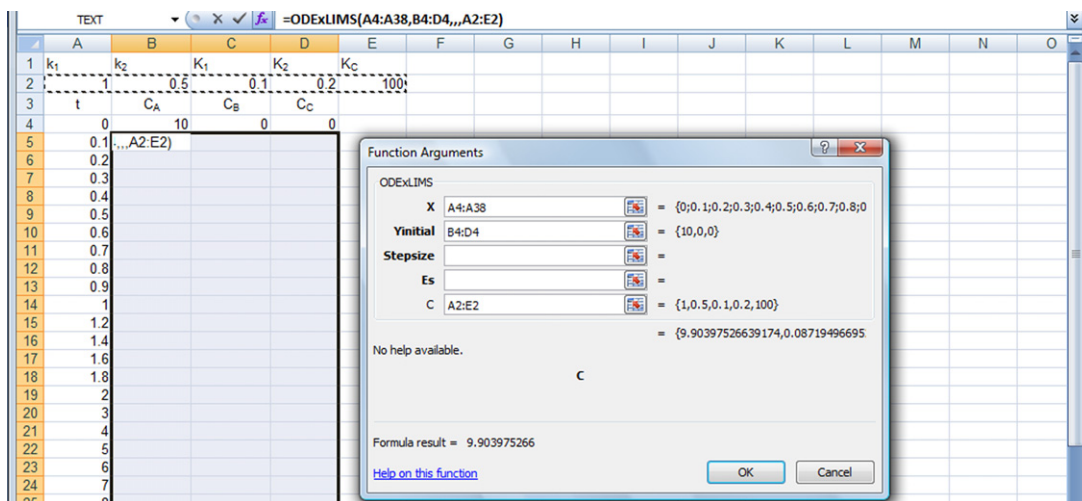 TEXT =ODExLIMS(A4:A38,B4:D4,,,A2:E2)
A B C D E F G H I J K L M N O
1 k₁ k₂ K₁ K₂ K_C
2 1 0.5 0.1 0.2 100
3 t C_A C_B C_C
4 0 10 0 0
5 0.1 ,,,A2:E2)
6 0.2
7 0.3
8 0.4
9 0.5
10 0.6
11 0.7
12 0.8
13 0.9
14 1
15 1.2
16 1.4
17 1.6
18 1.8
19 2
20 3
21 4
22 5
23 6
24 7
Function Arguments
ODExLIMS
X A4:A38 = {0;0.1;0.2;0.3;0.4;0.5;0.6;0.7;0.8;0
Yinitial B4:D4 = {10,0,0}
Stepsize =
Es =
C A2:E2 = {1,0.5,0.1,0.2,100}
= {9.90397526639174,0.08719496695
No help available.
C
Formula result = 9.903975266
Help on this function OK Cancel